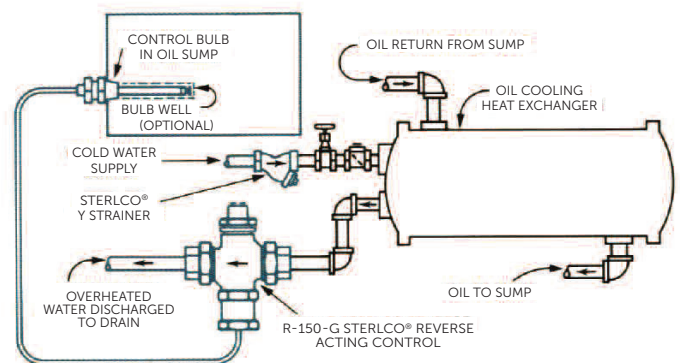 CONTROL BULB
IN OIL SUMP
BULB WELL
(OPTIONAL)
OIL RETURN FROM SUMP
OIL COOLING
HEAT EXCHANGER
COLD WATER
SUPPLY
STERLCO®
Y STRAINER
OVERHEATED
WATER DISCHARGED
TO DRAIN
R-150-G STERLCO® REVERSE
ACTING CONTROL
OIL TO SUMP